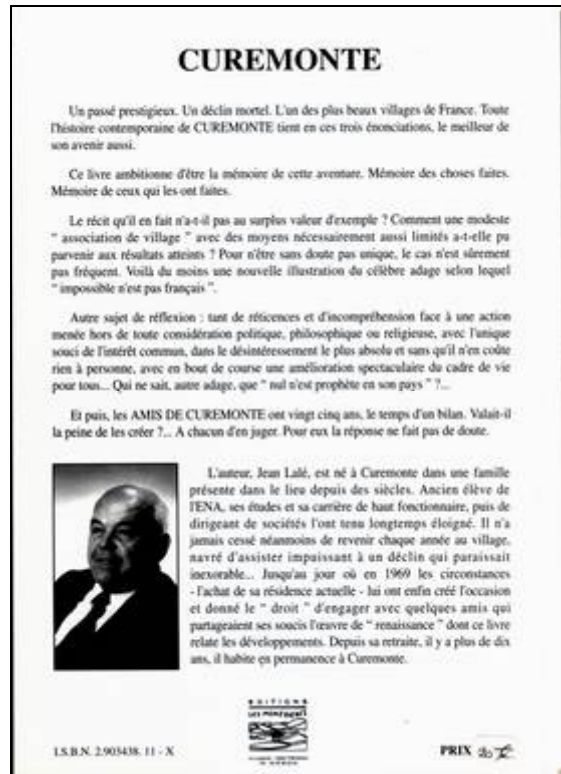 CUREMONTE
Un passé prestigieux. Un déclin mortel. L'un des plus beaux villages de France. Toute
l'histoire contemporaine de CUREMONTE tient en ces trois énonciations, le meilleur de
son avenir aussi.
Ce livre ambitionne d'être la mémoire de cette aventure. Mémoire des choses faites.
Mémoire de ceux qui les ont faites.
Le récit qu'il en fait n'a-t-il pas au surplus valeur d'exemple ? Comment une modeste
" association de village " avec des moyens nécessairement aussi limités a-t-elle pu
parvenir aux résultats atteints ? Pour n'être sans doute pas unique, le cas n'est sûrement
pas fréquent. Voilà du moins une nouvelle illustration du célèbre adage selon lequel
" impossible n'est pas français ".
Autre sujet de réflexion : tant de réticences et d'incompréhension face à une action
menée hors de toute considération politique, philosophique ou religieuse, avec l'unique
souci de l'intérêt commun, dans le désintéressement le plus absolu et sans qu'il n'en coûte
rien à personne, avec en bout de course une amélioration spectaculaire du cadre de vie
pour tous... Qui ne sait, autre adage, que " nul n'est prophète en son pays " ?...
Et puis, les AMIS DE CUREMONTE ont vingt cinq ans, le temps d'un bilan. Valait-il
la peine de les créer ?... A chacun d'en juger. Pour eux la réponse ne fait pas de doute.
L'auteur, Jean Lalé, est né à Curemonte dans une famille
présente dans le lieu depuis des siècles. Ancien élève de
l'ENA, ses études et sa carrière de haut fonctionnaire, puis de
dirigeant de sociétés l'ont tenu longtemps éloigné. Il n'a
jamais cessé néanmoins de revenir chaque année au village,
navré d'assister impuissant à un déclin qui paraissait
inexorable... Jusqu'au jour où en 1969 les circonstances
- l'achat de sa résidence actuelle - lui ont enfin créé l'occasion
et donné le " droit " d'engager avec quelques amis qui
partageaient ses soucis l'œuvre de " renaissance " dont ce livre
relate les développements. Depuis sa retraite, il y a plus de dix
ans, il habite en permanence à Curemonte.
EDITIONS
LES MONEDIERES
I.S.B.N. 2.903438. 11 - X
PRIX